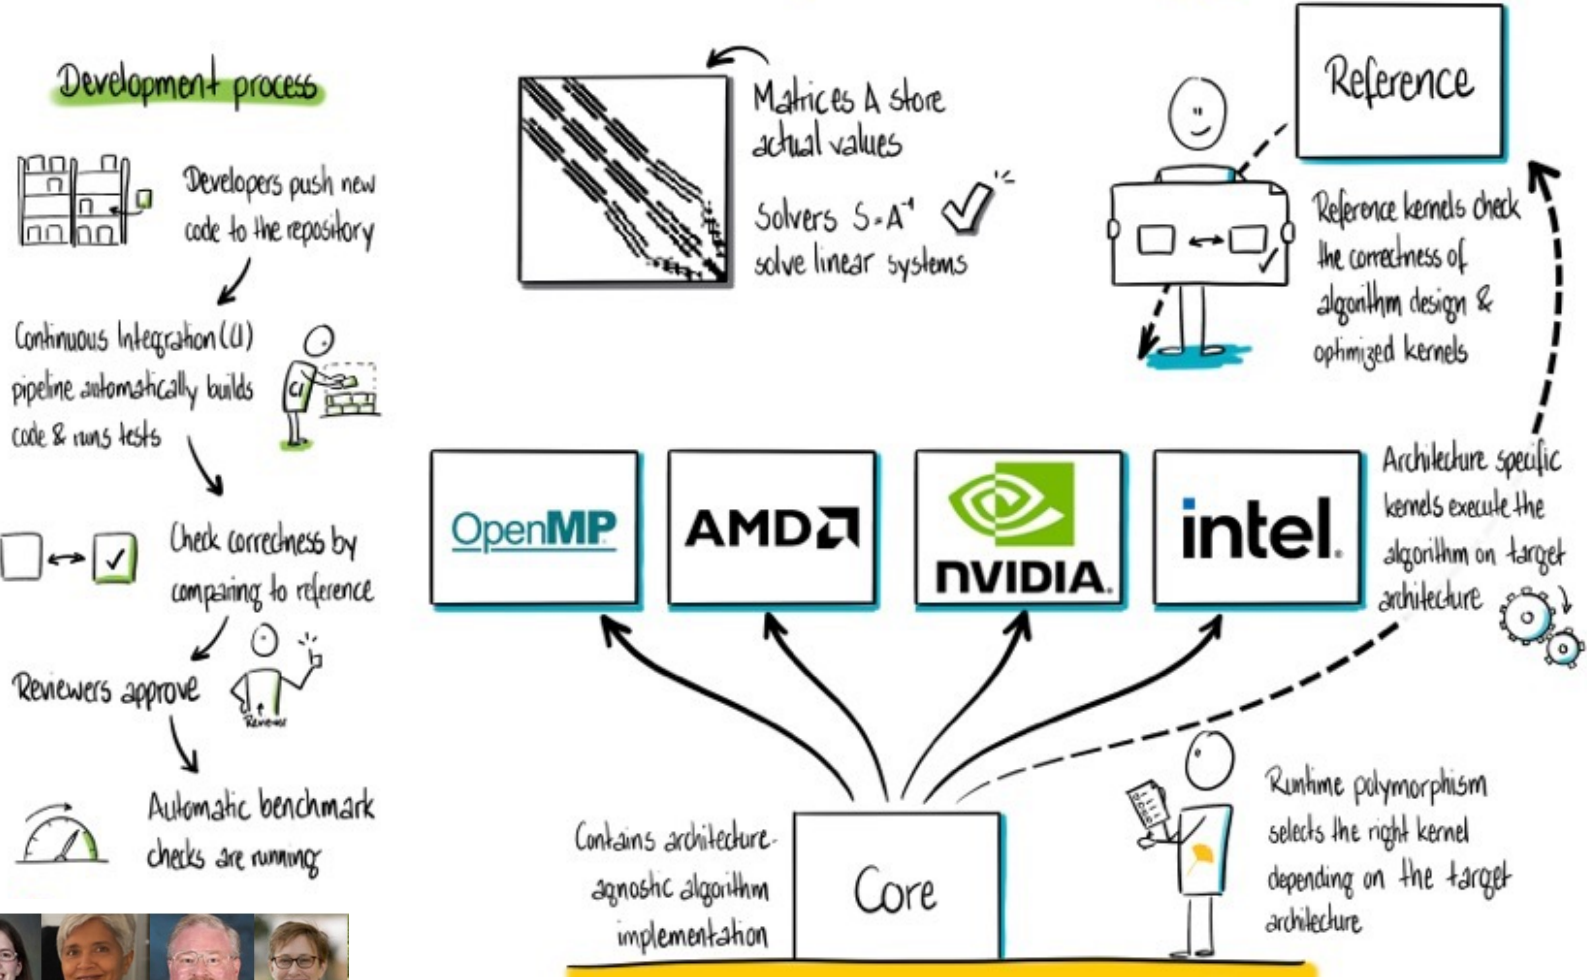 Development process
Developers push new
code to the repository
Continuous Integration (CI)
pipeline automatically builds
code & runs tests
CI
Check correctness by
comparing to reference
Reviewers approve
Reviewer
Automatic benchmark
checks are running
Matrices A store
actual values
Solvers S=A⁻¹
solve linear systems
Reference
Reference kernels check
the correctness of
algorithm design &
optimized kernels
OpenMP
AMD
NVIDIA
intel.
Architecture specific
kernels execute the
algorithm on target
architecture
Contains architecture-
agnostic algorithm
implementation
Core
Runtime polymorphism
selects the right kernel
depending on the target
architecture